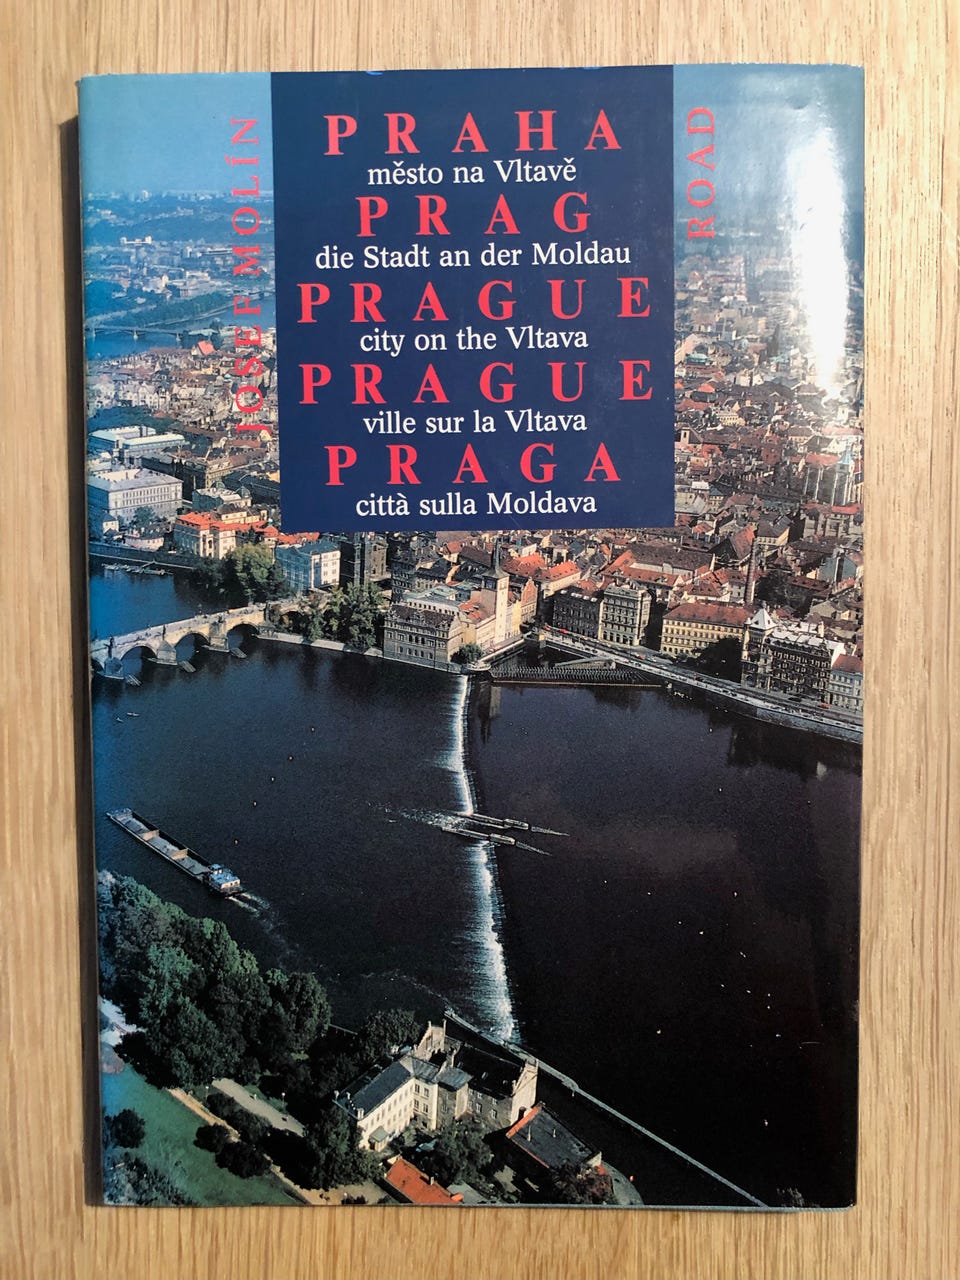 JOSEF MOLÍN
PRAHA
město na Vltavě
PRAG
die Stadt an der Moldau
PRAGUE
city on the Vltava
PRAGUE
ville sur la Vltava
PRAGA
città sulla Moldava
ROAD